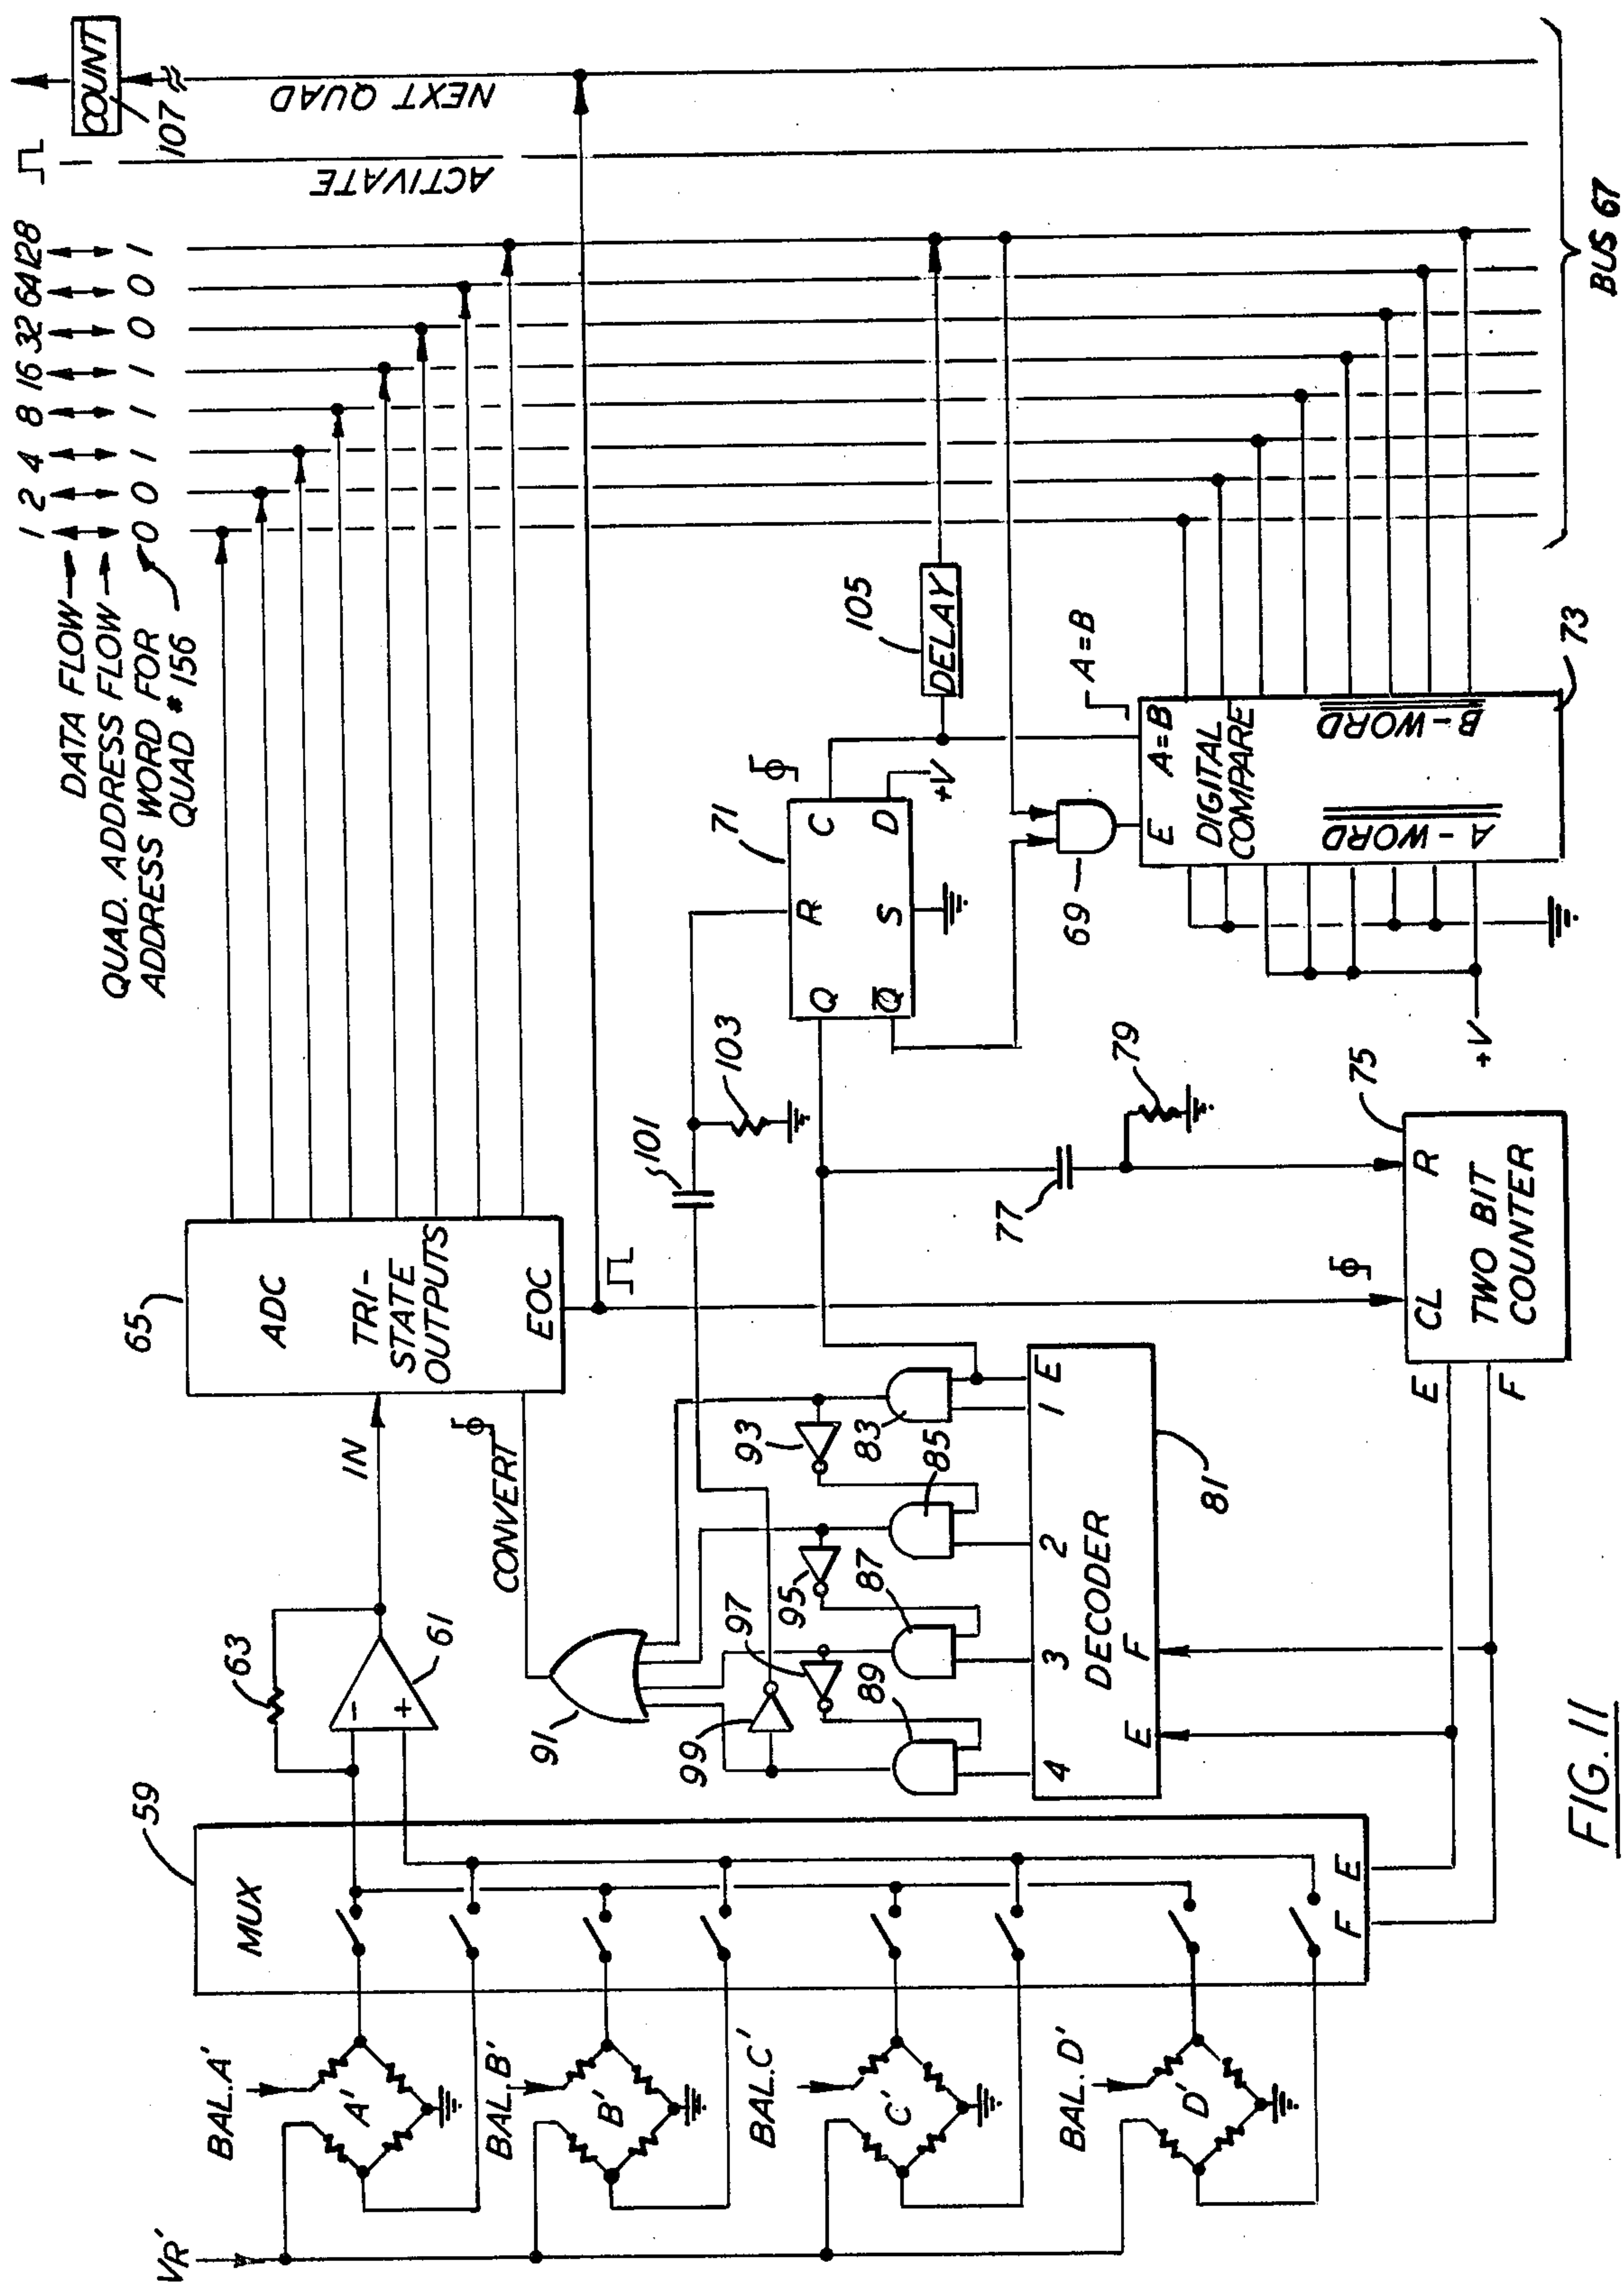 COUNT
107
NEXT QUAD
ACTIVATE
1 2 4 8 16 32 64 128
DATA FLOW
QUAD. ADDRESS FLOW
ADDRESS WORD FOR
QUAD # 156
0 0 1 1 1 0 0 1
BUS 67
65
ADC
TRI-
STATE
OUTPUTS
EOC
IN
CONVERT
63
61
- +
59
MUX
F E
VR'
BAL.A'
A'
BAL.B'
B'
BAL.C'
C'
BAL.D'
D'
91
99
97
95
93
89
87
85
83
4 3 2 1 E
DECODER
E F
81
101
103
71
R
Q C
Q̅ S D
+V
105
DELAY
A=B
69
E A=B
DIGITAL
COMPARE
A-WORD
B-WORD
73
+V
77
79
75
CL R
TWO BIT
COUNTER
E
F
FIG. 11